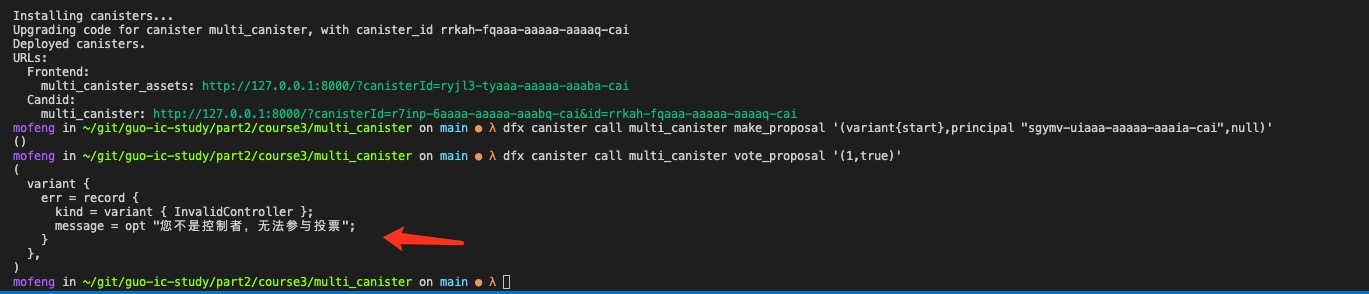 Installing canisters...
Upgrading code for canister multi_canister, with canister_id rrkah-fqaaa-aaaaa-aaaaq-cai
Deployed canisters.
URLs:
Frontend:
multi_canister_assets: http://127.0.0.1:8000/?canisterId=ryjl3-tyaaa-aaaaa-aaaba-cai
Candid:
multi_canister: http://127.0.0.1:8000/?canisterId=r7inp-6aaaa-aaaaa-aaabq-cai&id=rrkah-fqaaa-aaaaa-aaaaq-cai
mofeng in ~/git/guo-ic-study/part2/course3/multi_canister on main ● λ dfx canister call multi_canister make_proposal '(variant{start},principal "sgymv-uiaaa-aaaaa-aaaia-cai",null)'
()
mofeng in ~/git/guo-ic-study/part2/course3/multi_canister on main ● λ dfx canister call multi_canister vote_proposal '(1,true)'
(
variant {
err = record {
kind = variant { InvalidController };
message = opt "您不是控制者，无法参与投票";
}
},
)
mofeng in ~/git/guo-ic-study/part2/course3/multi_canister on main ● λ